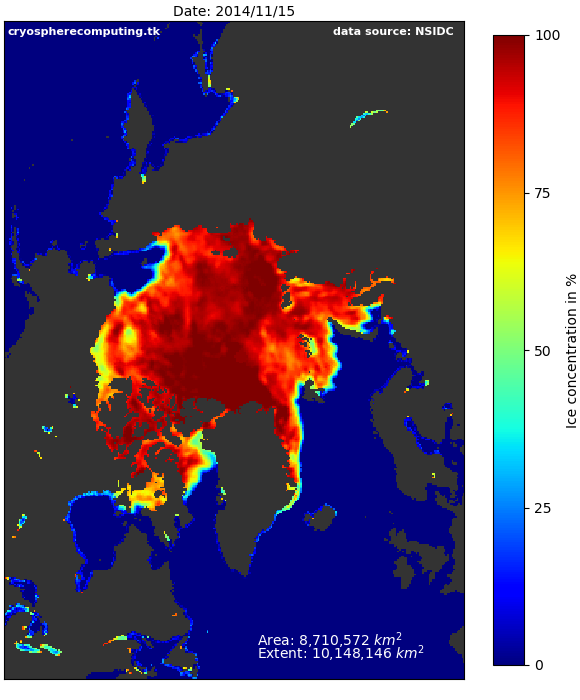 Date: 2014/11/15
cryospherecomputing.tk
data source: NSIDC
100
75
50
25
0
Ice concentration in %
Area: 8,710,572 km²
Extent: 10,148,146 km²